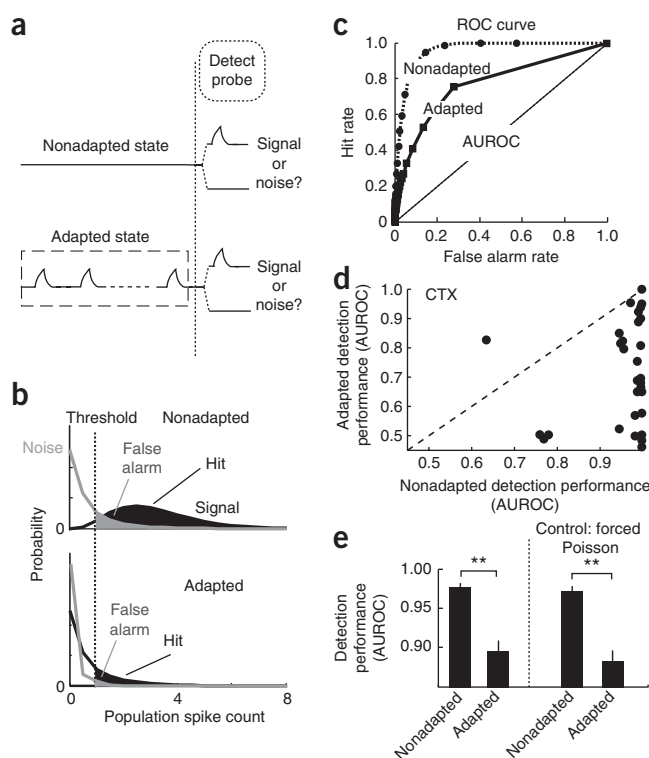 a
Detect
probe
Nonadapted state
Signal
or
noise?
Adapted state
Signal
or
noise?
b
Threshold
Nonadapted
Noise
False
alarm
Hit
Signal
0
Probability
Adapted
False
alarm
Hit
0
0
4
8
Population spike count
c
ROC curve
1.0
0.8
0.6
0.4
0.2
0
Hit rate
Nonadapted
Adapted
AUROC
0
0.2
0.4
0.6
0.8
1.0
False alarm rate
d
CTX
1.0
0.9
0.8
0.7
0.6
0.5
Adapted detection
performance (AUROC)
0.5
0.6
0.7
0.8
0.9
Nonadapted detection performance
(AUROC)
e
Control: forced
Poisson
**
**
1.00
0.95
0.90
Detection
performance
(AUROC)
Nonadapted
Adapted
Nonadapted
Adapted